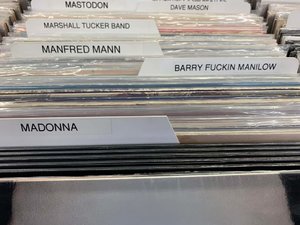 MASTODON
DAVE MASON
MARSHALL TUCKER BAND
MANFRED MANN
BARRY FUCKIN MANILOW
MADONNA